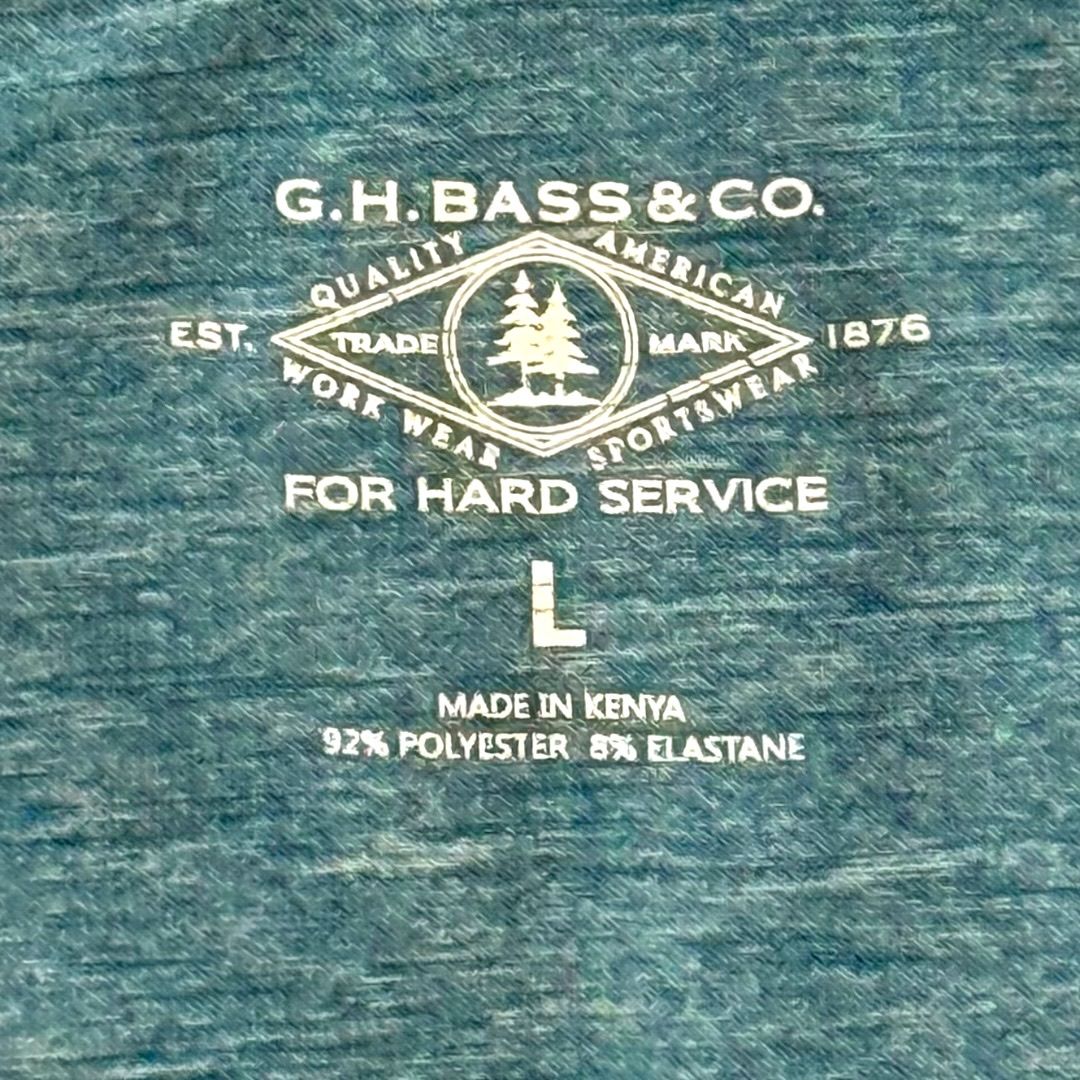 G.H. BASS & CO.
QUALITY AMERICAN
EST. TRADE MARK 1876
WORK WEAR SPORTSWEAR
FOR HARD SERVICE
L
MADE IN KENYA
92% POLYESTER 8% ELASTANE